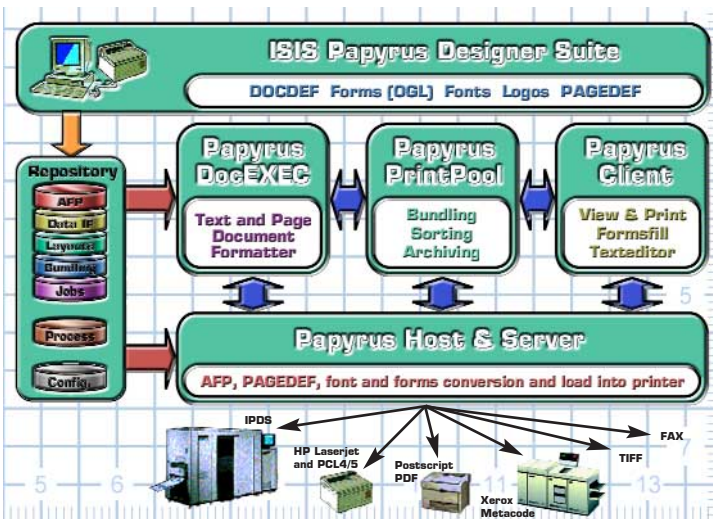 ISIS Papyrus Designer Suite
DOCDEF Forms (OGL) Fonts Logos PAGEDEF
Repository
AFP
Data IF
Layouts
Bundling
Jobs
Process
Config.
Papyrus
DocEXEC
Text and Page
Document
Formatter
Papyrus
PrintPool
Bundling
Sorting
Archiving
Papyrus
Client
View & Print
Formsfill
Texteditor
Papyrus Host & Server
AFP, PAGEDEF, font and forms conversion and load into printer
IPDS
HP Laserjet
and PCL4/5
Postscript
PDF
Xerox
Metacode
TIFF
FAX
5
7
5
6
11
13